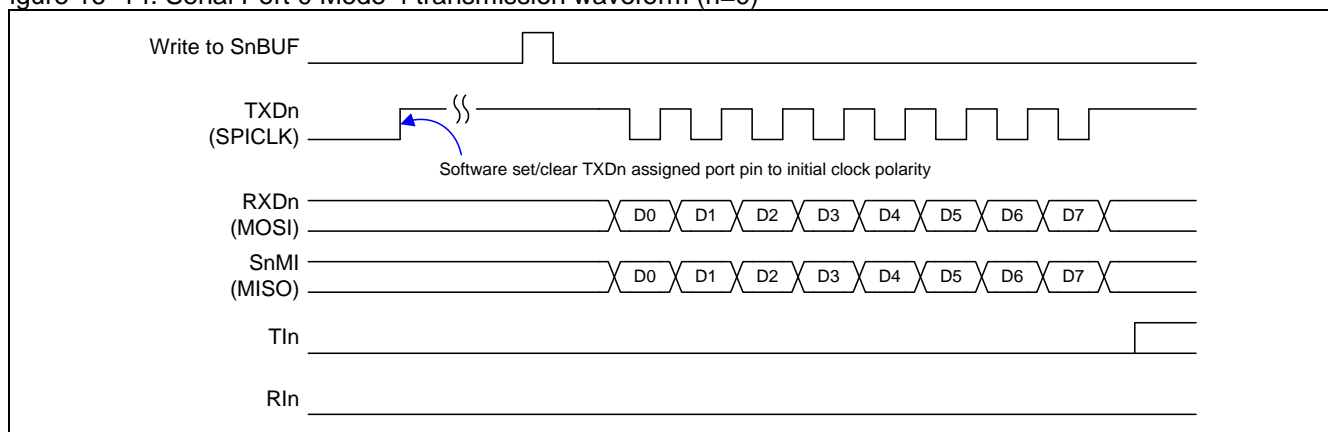 igure 18–14. Serial Port 0 Mode 4 transmission waveform (n=0)
Write to SnBUF
TXDn
(SPICLK)
Software set/clear TXDn assigned port pin to initial clock polarity
RXDn
(MOSI)
D0 D1 D2 D3 D4 D5 D6 D7
SnMI
(MISO)
D0 D1 D2 D3 D4 D5 D6 D7
TIn
RIn